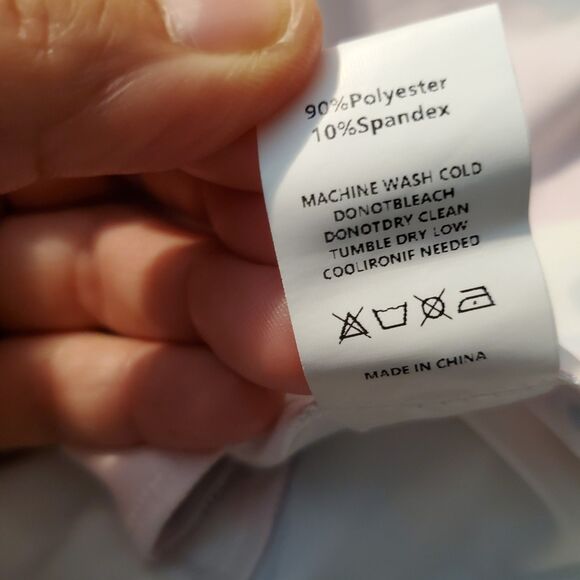 90%Polyester
10%Spandex
MACHINE WASH COLD
DONOTBLEACH
DONOTDRY CLEAN
TUMBLE DRY LOW
COOLIRONIF NEEDED
MADE IN CHINA